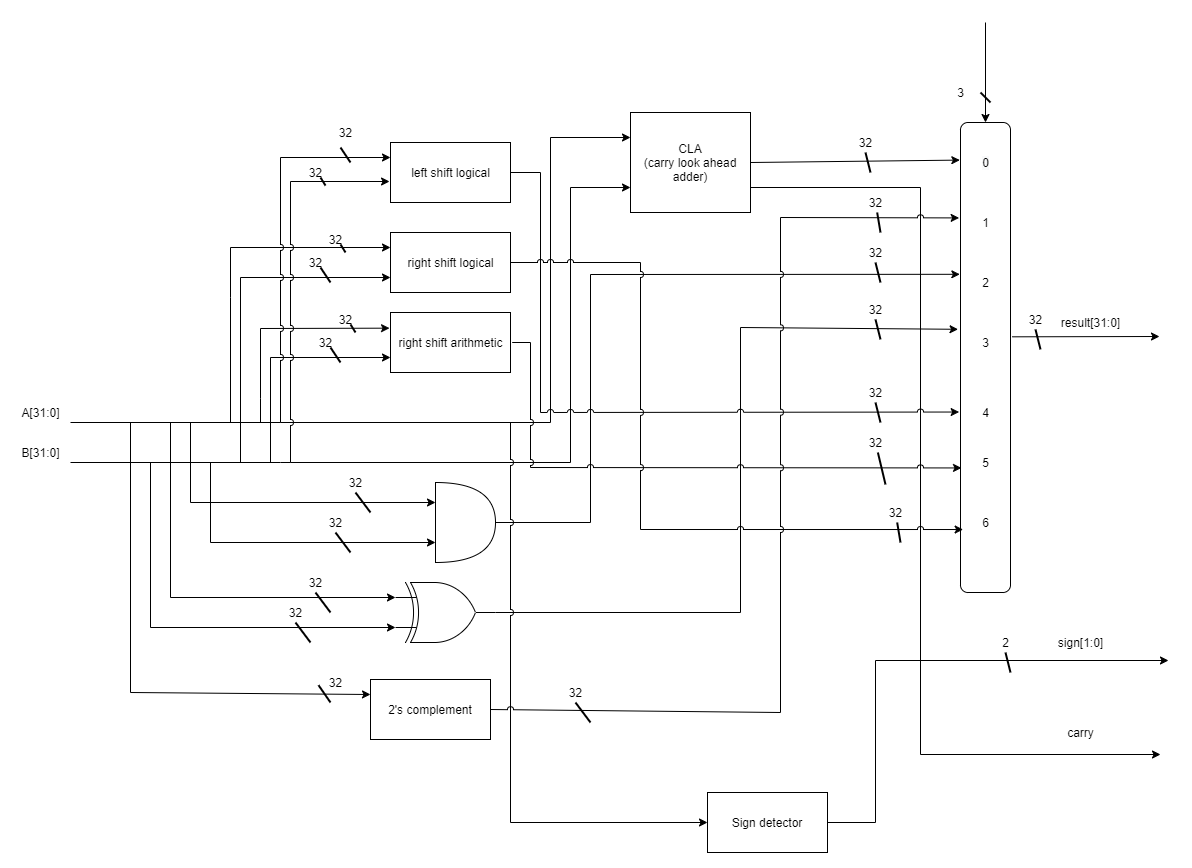 3
32
left shift logical
32
CLA
(carry look ahead
adder)
32
0
32
1
32
right shift logical
32
32
2
32
right shift arithmetic
32
32
3
32
result[31:0]
A[31:0]
32
4
B[31:0]
32
5
32
32
32
6
32
32
2's complement
32
32
2
sign[1:0]
carry
Sign detector